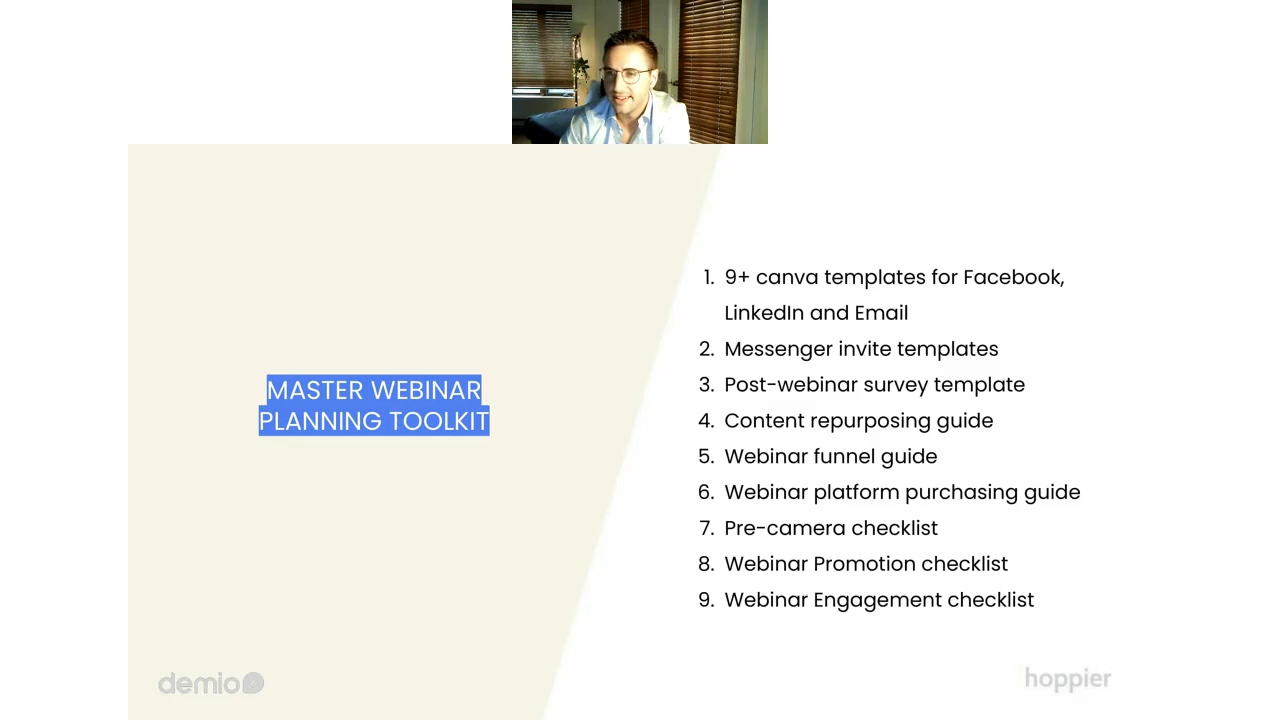 MASTER WEBINAR
PLANNING TOOLKIT
1. 9+ canva templates for Facebook,
LinkedIn and Email
2. Messenger invite templates
3. Post-webinar survey template
4. Content repurposing guide
5. Webinar funnel guide
6. Webinar platform purchasing guide
7. Pre-camera checklist
8. Webinar Promotion checklist
9. Webinar Engagement checklist
demio
hoppier